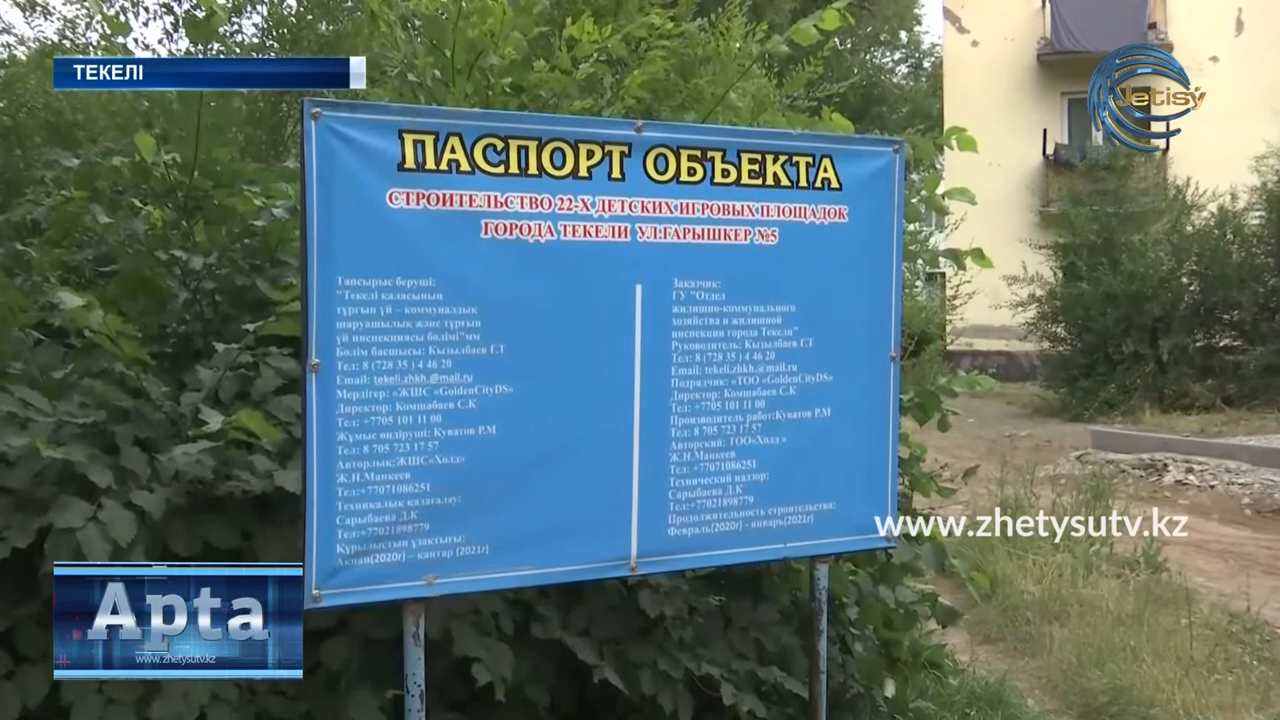 ТЕКЕЛІ
Jetisý
ПАСПОРТ ОБЪЕКТА
СТРОИТЕЛЬСТВО 22-Х ДЕТСКИХ ИГРОВЫХ ПЛОЩАДОК
ГОРОДА ТЕКЕЛИ УЛ.ГАРЫШКЕР №5
Тапсырыс беруші:
"Текелі қаласының
тұрғын үй – коммуналдық
шаруашылық және тұрғын
үй инспекциясы бөлімі"мм
Бөлім басшысы: Кызылбаев Г.Т
Тел: 8 (728 35 ) 4 46 20
Email: tekeli.zhkh.@mail.ru
Мердігер: «ЖШС «GoldenCityDS»
Директор: Комшабаев С.К
Тел: +7705 101 11 00
Жұмыс өндіруші: Куватов Р.М
Тел: 8 705 723 17 57
Авторлық:ЖШС«Холл»
Ж.Н.Манкеев
Тел:+77071086251
Техникалық қадағалау:
Сарыбаева Д.К
Тел:+77021898779
Құрылыстың ұзақтығы:
Ақпан(2020г) – қаңтар (2021г)
Заказчик:
ГУ "Отдел
жилищно-коммунального
хозяйства и жилищной
инспекции города Текели"
Руководитель: Кызылбаев Г.Т
Тел: 8 (728 35 ) 4 46 20
Email: tekeli.zhkh.@mail.ru
Подрядчик: «ТОО «GoldenCityDS»
Директор: Комшабаев С.К
Тел: +7705 101 11 00
Производитель работ:Куватов Р.М
Тел: 8 705 723 17 57
Авторский: ТОО«Холл »
Ж.Н.Манкеев
Тел:+77071086251
Технический надзор:
Сарыбаева Д.К
Тел:+77021898779
Продолжительность строительства:
Февраль(2020г) - январь(2021г)
www.zhetysutv.kz
Арта
www.zhetysutv.kz